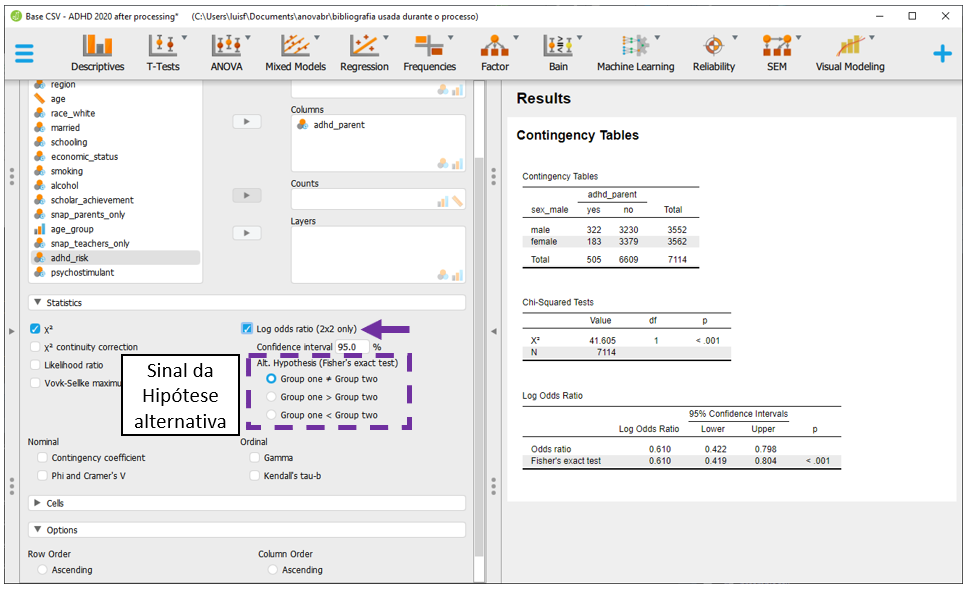 Base CSV - ADHD 2020 after processing* (C:\Users\luisf\Documents\anovabr\bibliografia usada durante o processo)
Descriptives T-Tests ANOVA Mixed Models Regression Frequencies Factor Bain Machine Learning Reliability SEM Visual Modeling
region
age
race_white
married
schooling
economic_status
smoking
alcohol
scholar_achievement
snap_parents_only
age_group
snap_teachers_only
adhd_risk
psychostimulant
Columns
adhd_parent
Counts
Layers
Statistics
χ²
χ² continuity correction
Likelihood ratio
Vovk-Sellke maximu
Log odds ratio (2x2 only)
Confidence interval 95.0 %
Alt. Hypothesis (Fisher's exact test)
Group one ≠ Group two
Group one > Group two
Group one < Group two
Sinal da
Hipótese
alternativa
Nominal
Contingency coefficient
Phi and Cramer's V
Ordinal
Gamma
Kendall's tau-b
Cells
Options
Row Order
Ascending
Column Order
Ascending
Results
Contingency Tables
Contingency Tables
adhd_parent
sex_male yes no Total
male 322 3230 3552
female 183 3379 3562
Total 505 6609 7114
Chi-Squared Tests
Value df p
X² 41.605 1 < .001
N 7114
Log Odds Ratio
95% Confidence Intervals
Log Odds Ratio Lower Upper p
Odds ratio 0.610 0.422 0.798
Fisher's exact test 0.610 0.419 0.804 < .001